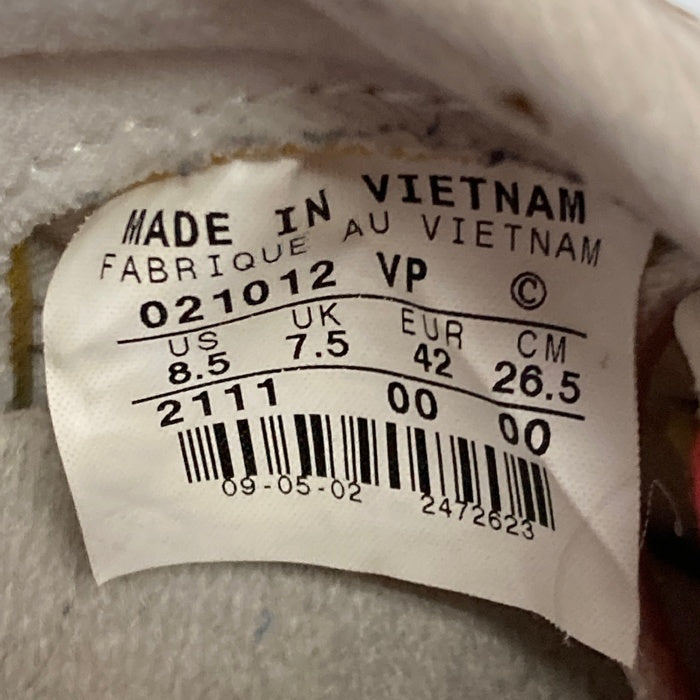 MADE IN VIETNAM
FABRIQUE AU VIETNAM
021012 VP ©
US UK EUR CM
8.5 7.5 42 26.5
2111 00 00
09-05-02 2472623